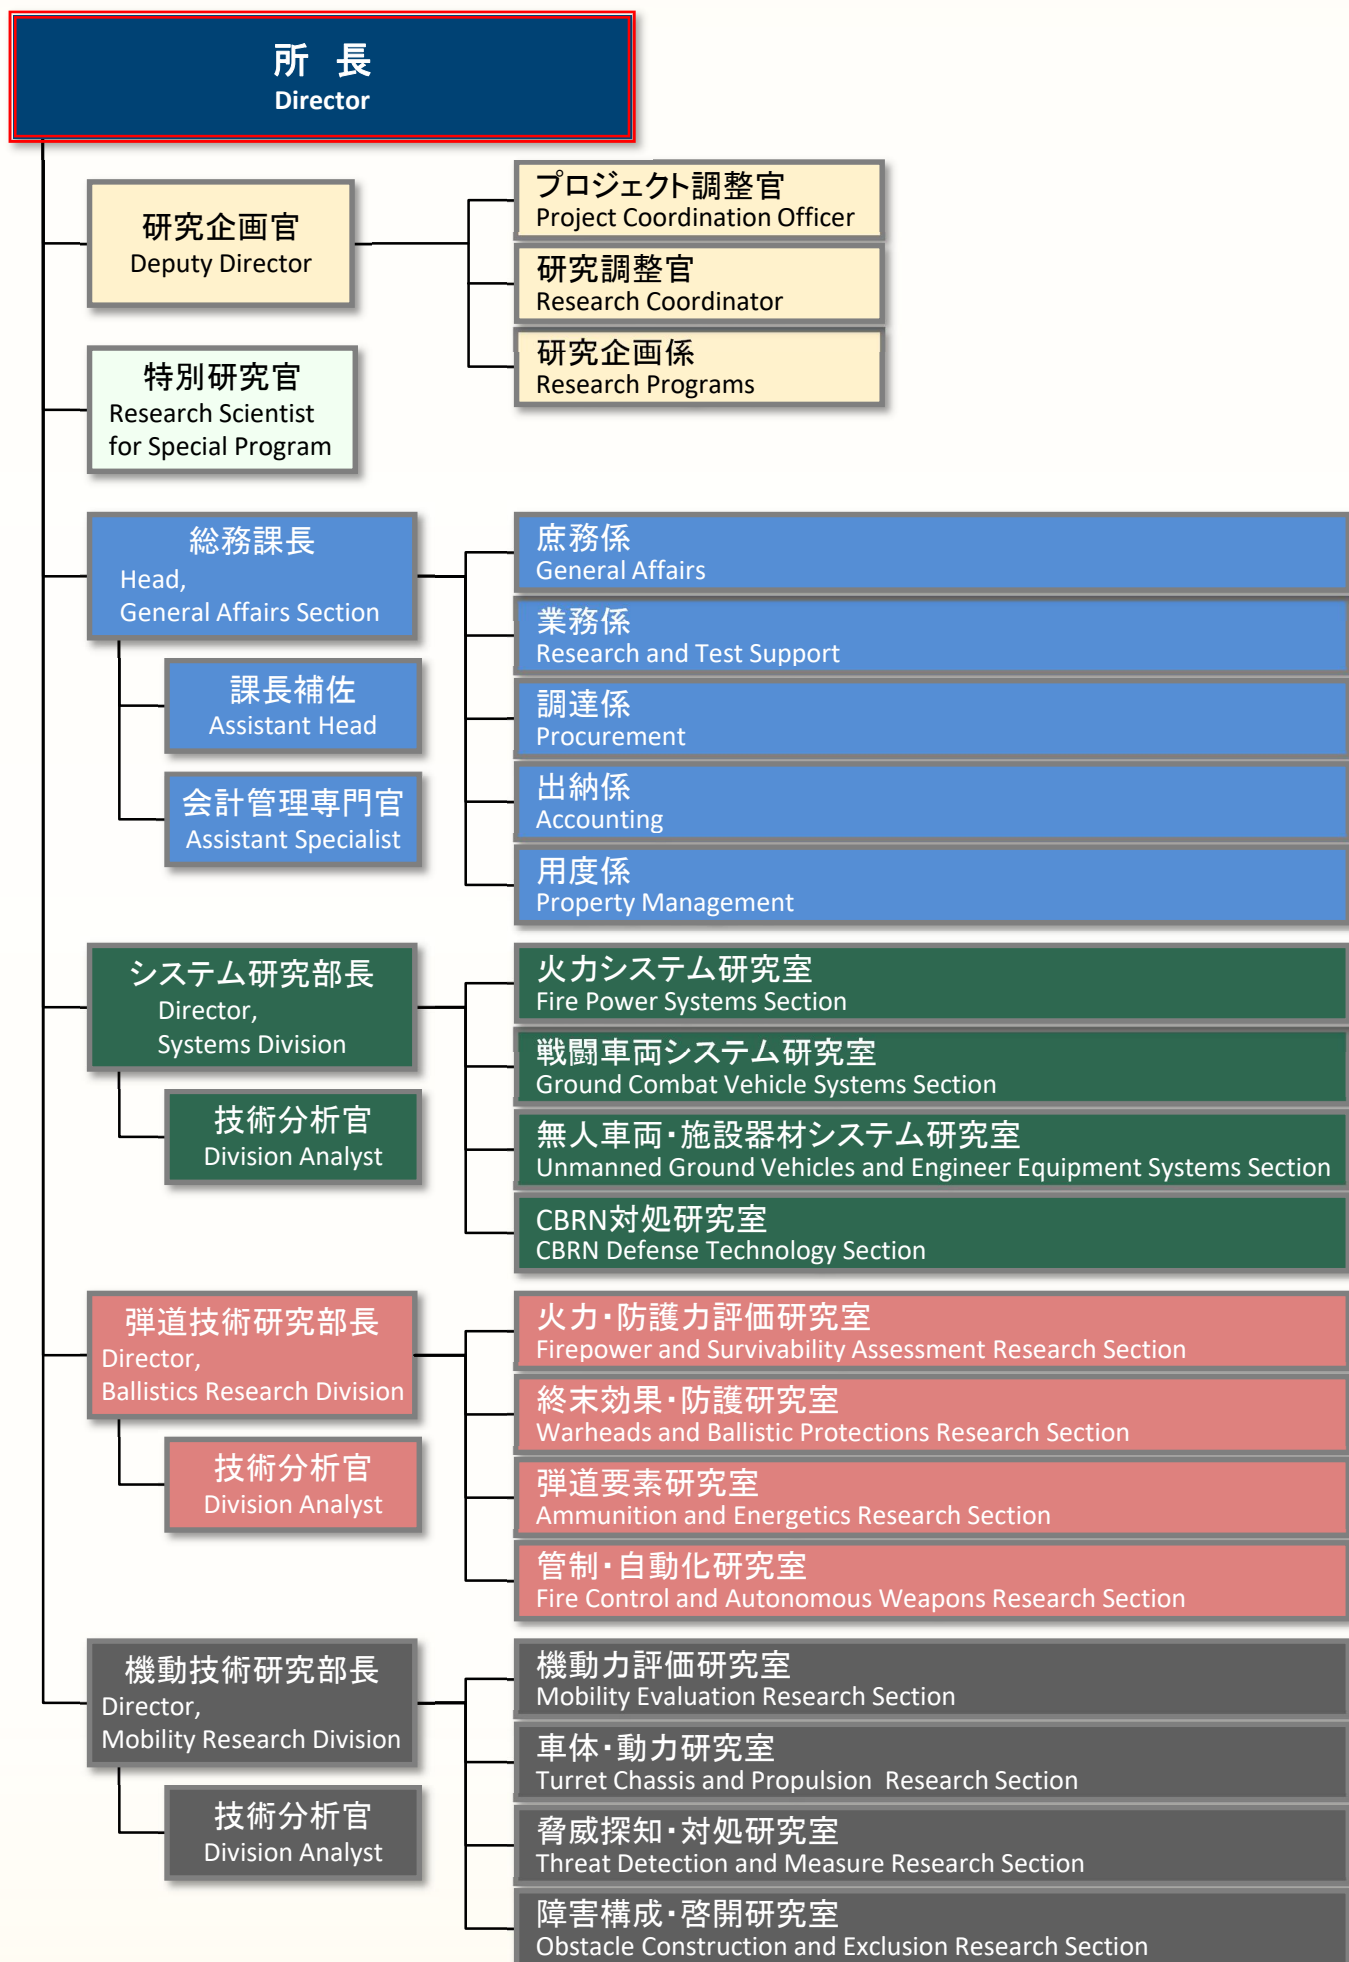 所 長
Director
研究企画官
Deputy Director
プロジェクト調整官
Project Coordination Officer
研究調整官
Research Coordinator
研究企画係
Research Programs
特別研究官
Research Scientist
for Special Program
総務課長
Head,
General Affairs Section
課長補佐
Assistant Head
会計管理専門官
Assistant Specialist
庶務係
General Affairs
業務係
Research and Test Support
調達係
Procurement
出納係
Accounting
用度係
Property Management
システム研究部長
Director,
Systems Division
技術分析官
Division Analyst
火力システム研究室
Fire Power Systems Section
戦闘車両システム研究室
Ground Combat Vehicle Systems Section
無人車両・施設器材システム研究室
Unmanned Ground Vehicles and Engineer Equipment Systems Section
CBRN対処研究室
CBRN Defense Technology Section
弾道技術研究部長
Director,
Ballistics Research Division
技術分析官
Division Analyst
火力・防護力評価研究室
Firepower and Survivability Assessment Research Section
終末効果・防護研究室
Warheads and Ballistic Protections Research Section
弾道要素研究室
Ammunition and Energetics Research Section
管制・自動化研究室
Fire Control and Autonomous Weapons Research Section
機動技術研究部長
Director,
Mobility Research Division
技術分析官
Division Analyst
機動力評価研究室
Mobility Evaluation Research Section
車体・動力研究室
Turret Chassis and Propulsion Research Section
脅威探知・対処研究室
Threat Detection and Measure Research Section
障害構成・啓開研究室
Obstacle Construction and Exclusion Research Section